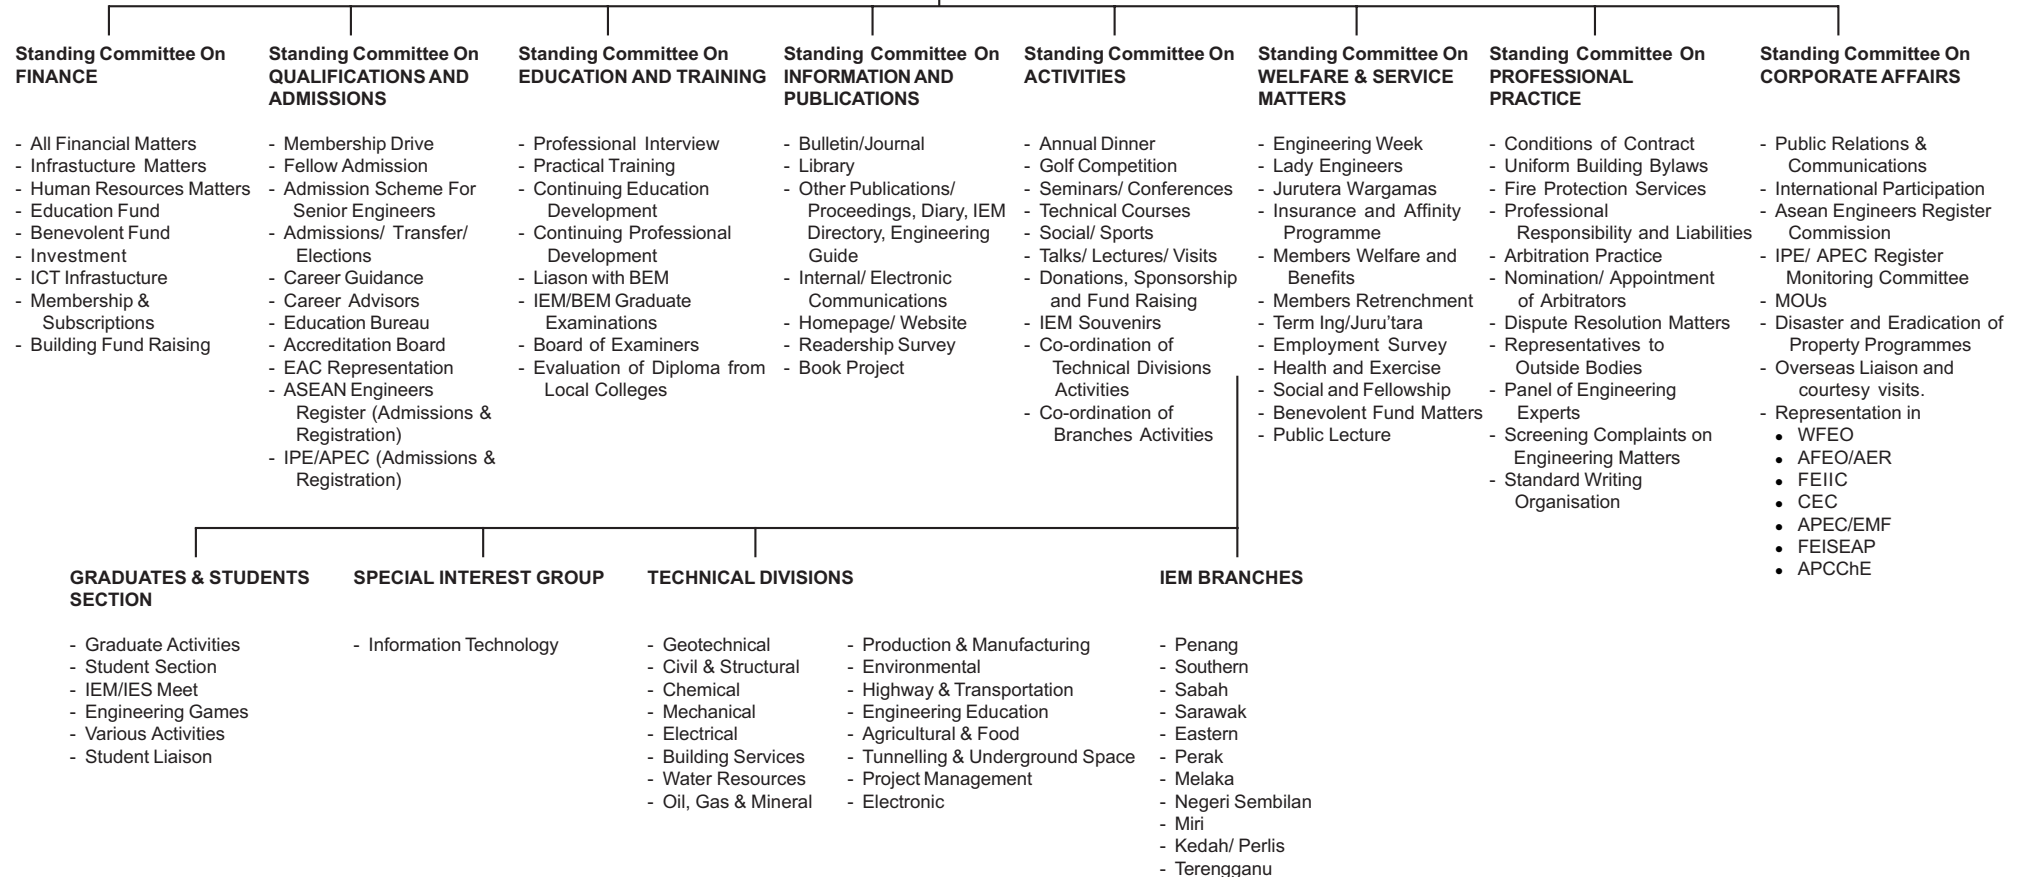 Standing Committee On
FINANCE
- All Financial Matters
- Infrastucture Matters
- Human Resources Matters
- Education Fund
- Benevolent Fund
- Investment
- ICT Infrastucture
- Membership &
Subscriptions
- Building Fund Raising
Standing Committee On
QUALIFICATIONS AND
ADMISSIONS
- Membership Drive
- Fellow Admission
- Admission Scheme For
Senior Engineers
- Admissions/ Transfer/
Elections
- Career Guidance
- Career Advisors
- Education Bureau
- Accreditation Board
- EAC Representation
- ASEAN Engineers
Register (Admissions &
Registration)
- IPE/APEC (Admissions &
Registration)
Standing Committee On
EDUCATION AND TRAINING
- Professional Interview
- Practical Training
- Continuing Education
Development
- Continuing Professional
Development
- Liason with BEM
- IEM/BEM Graduate
Examinations
- Board of Examiners
- Evaluation of Diploma from
Local Colleges
Standing Committee On
INFORMATION AND
PUBLICATIONS
- Bulletin/Journal
- Library
- Other Publications/
Proceedings, Diary, IEM
Directory, Engineering
Guide
- Internal/ Electronic
Communications
- Homepage/ Website
- Readership Survey
- Book Project
Standing Committee On
ACTIVITIES
- Annual Dinner
- Golf Competition
- Seminars/ Conferences
- Technical Courses
- Social/ Sports
- Talks/ Lectures/ Visits
- Donations, Sponsorship
and Fund Raising
- IEM Souvenirs
- Co-ordination of
Technical Divisions
Activities
- Co-ordination of
Branches Activities
Standing Committee On
WELFARE & SERVICE
MATTERS
- Engineering Week
- Lady Engineers
- Jurutera Wargamas
- Insurance and Affinity
Programme
- Members Welfare and
Benefits
- Members Retrenchment
- Term Ing/Juru'tara
- Employment Survey
- Health and Exercise
- Social and Fellowship
- Benevolent Fund Matters
- Public Lecture
Standing Committee On
PROFESSIONAL
PRACTICE
- Conditions of Contract
- Uniform Building Bylaws
- Fire Protection Services
- Professional
Responsibility and Liabilities
- Arbitration Practice
- Nomination/ Appointment
of Arbitrators
- Dispute Resolution Matters
- Representatives to
Outside Bodies
- Panel of Engineering
Experts
- Screening Complaints on
Engineering Matters
- Standard Writing
Organisation
Standing Committee On
CORPORATE AFFAIRS
- Public Relations &
Communications
- International Participation
- Asean Engineers Register
Commission
- IPE/ APEC Register
Monitoring Committee
- MOUs
- Disaster and Eradication of
Property Programmes
- Overseas Liaison and
courtesy visits.
- Representation in
• WFEO
• AFEO/AER
• FEIIC
• CEC
• APEC/EMF
• FEISEAP
• APCChE
GRADUATES & STUDENTS
SECTION
- Graduate Activities
- Student Section
- IEM/IES Meet
- Engineering Games
- Various Activities
- Student Liaison
SPECIAL INTEREST GROUP
- Information Technology
TECHNICAL DIVISIONS
- Geotechnical
- Civil & Structural
- Chemical
- Mechanical
- Electrical
- Building Services
- Water Resources
- Oil, Gas & Mineral
- Production & Manufacturing
- Environmental
- Highway & Transportation
- Engineering Education
- Agricultural & Food
- Tunnelling & Underground Space
- Project Management
- Electronic
IEM BRANCHES
- Penang
- Southern
- Sabah
- Sarawak
- Eastern
- Perak
- Melaka
- Negeri Sembilan
- Miri
- Kedah/ Perlis
- Terengganu